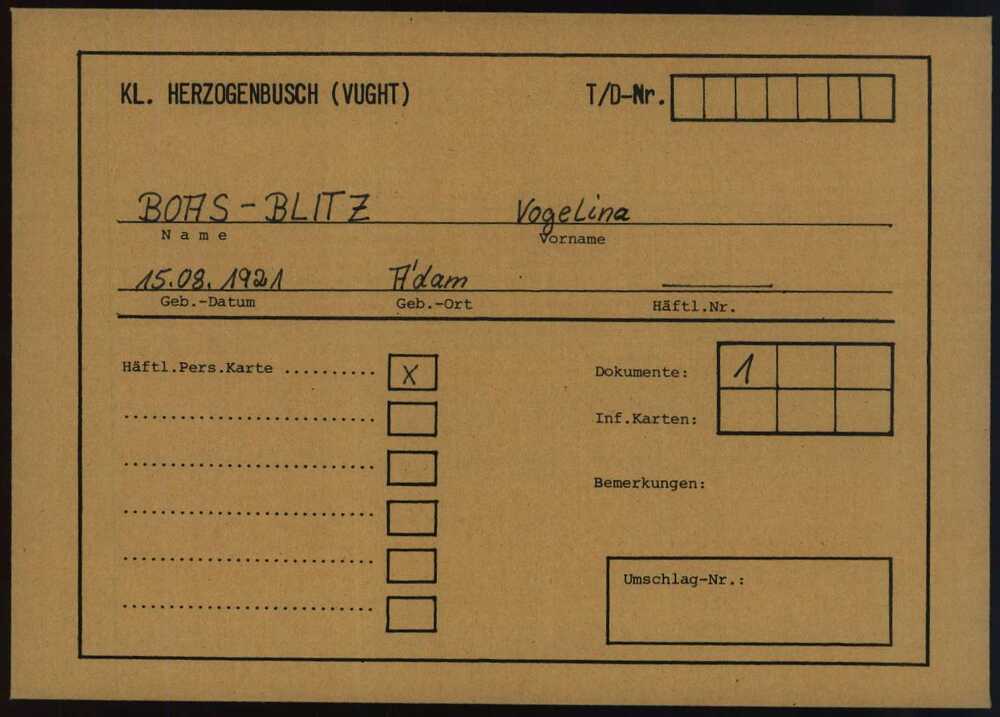 KL. HERZOGENBUSCH (VUGHT) T/D-Nr.
BOAS-BLITZ Vogelina
Name Vorname
15.08.1921 A'dam
Geb.-Datum Geb.-Ort Häftl.Nr.
Häftl.Pers.Karte .......... X Dokumente: 1
Inf.Karten:
Bemerkungen:
Umschlag-Nr.: